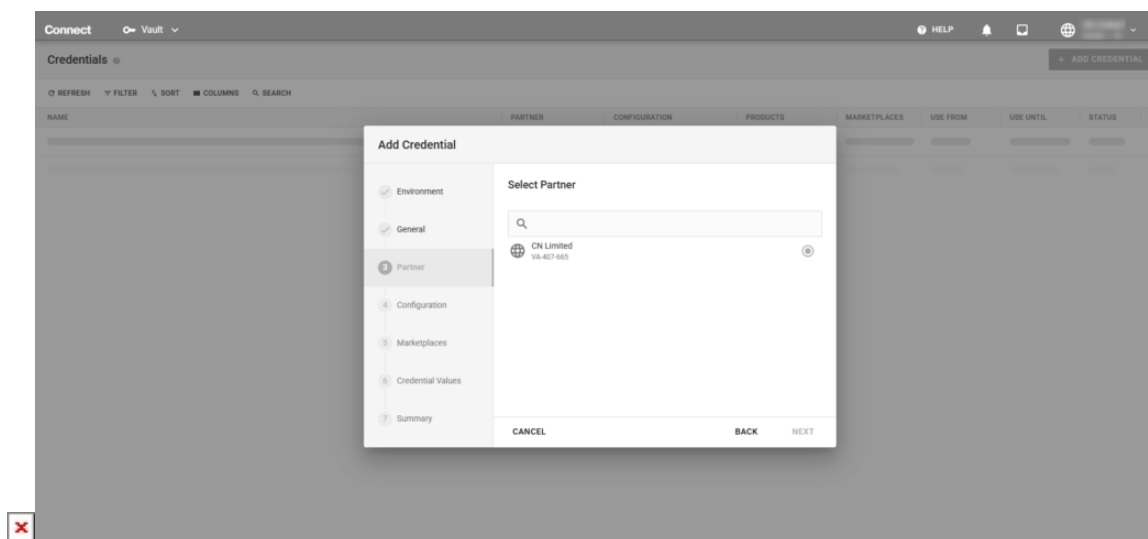 Connect Vault HELP
Credentials + ADD CREDENTIAL
REFRESH FILTER SORT COLUMNS SEARCH
NAME PARTNER CONFIGURATION PRODUCTS MARKETPLACES USE FROM USE UNTIL STATUS
Add Credential
Environment
General
3 Partner
4 Configuration
5 Marketplaces
6 Credential Values
7 Summary
Select Partner
CN Limited
VA-407-665
CANCEL BACK NEXT